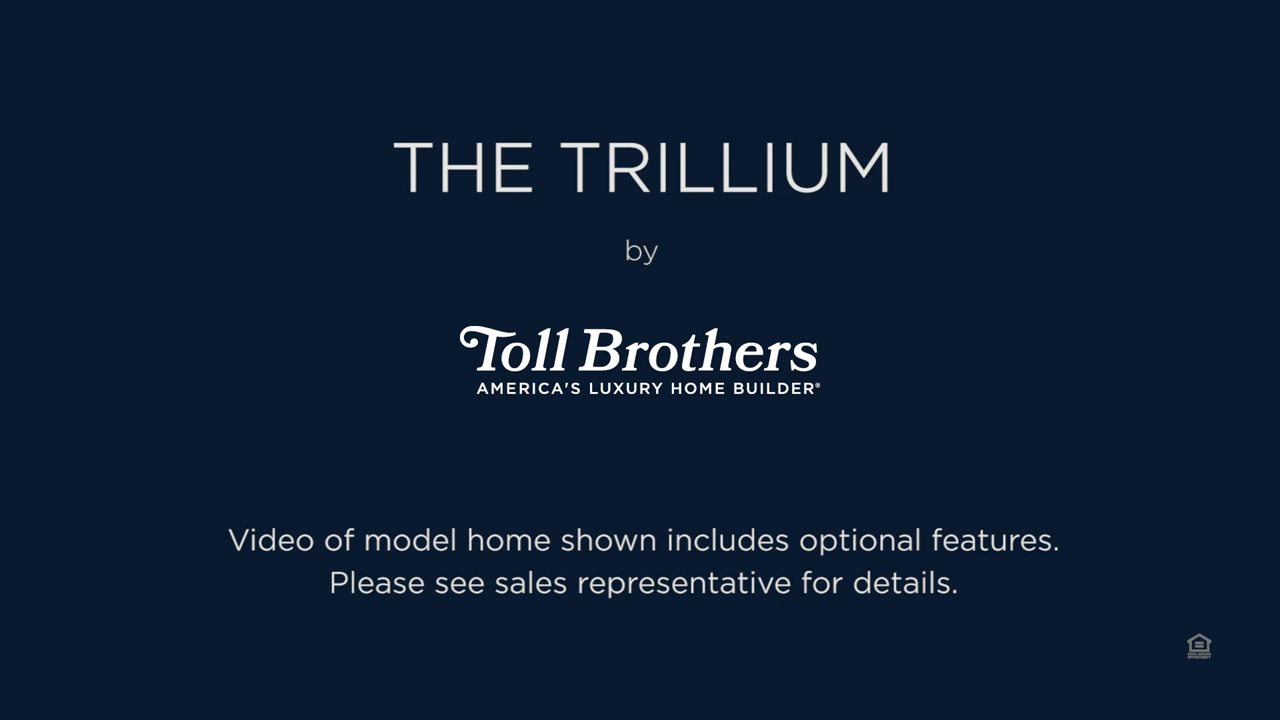 THE TRILLIUM
by
Toll Brothers
AMERICA'S LUXURY HOME BUILDER®
Video of model home shown includes optional features.
Please see sales representative for details.